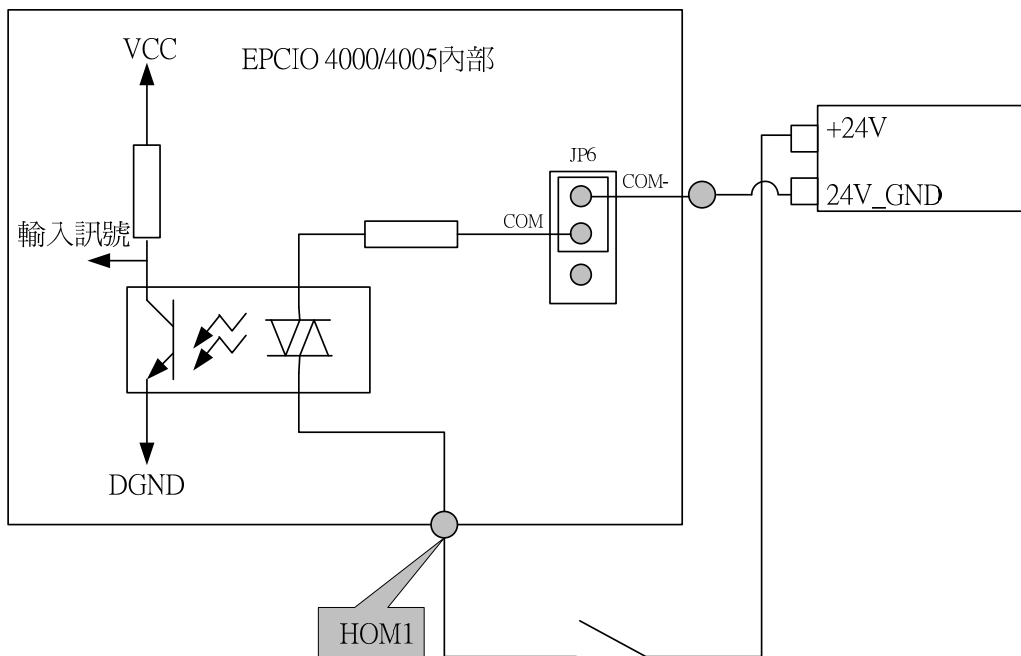 VCC
EPCIO 4000/4005內部
+24V
JP6
COM-
24V_GND
COM
輸入訊號
DGND
HOM1